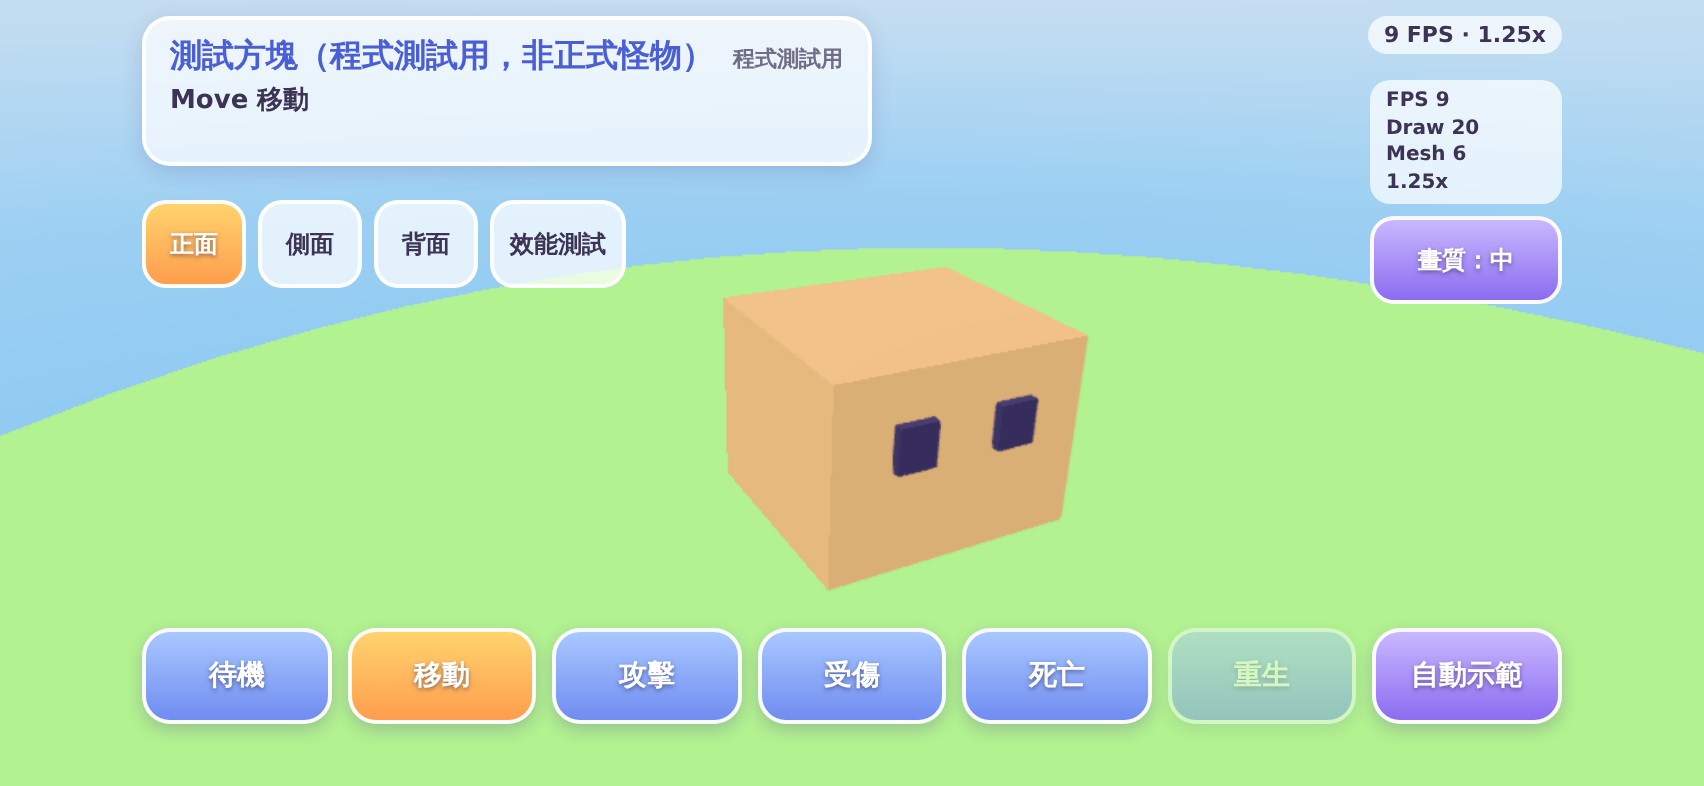 測試方塊（程式測試用，非正式怪物） 程式測試用
Move 移動
9 FPS · 1.25x
FPS 9
Draw 20
Mesh 6
1.25x
正面
側面
背面
效能測試
畫質：中
待機
移動
攻擊
受傷
死亡
重生
自動示範